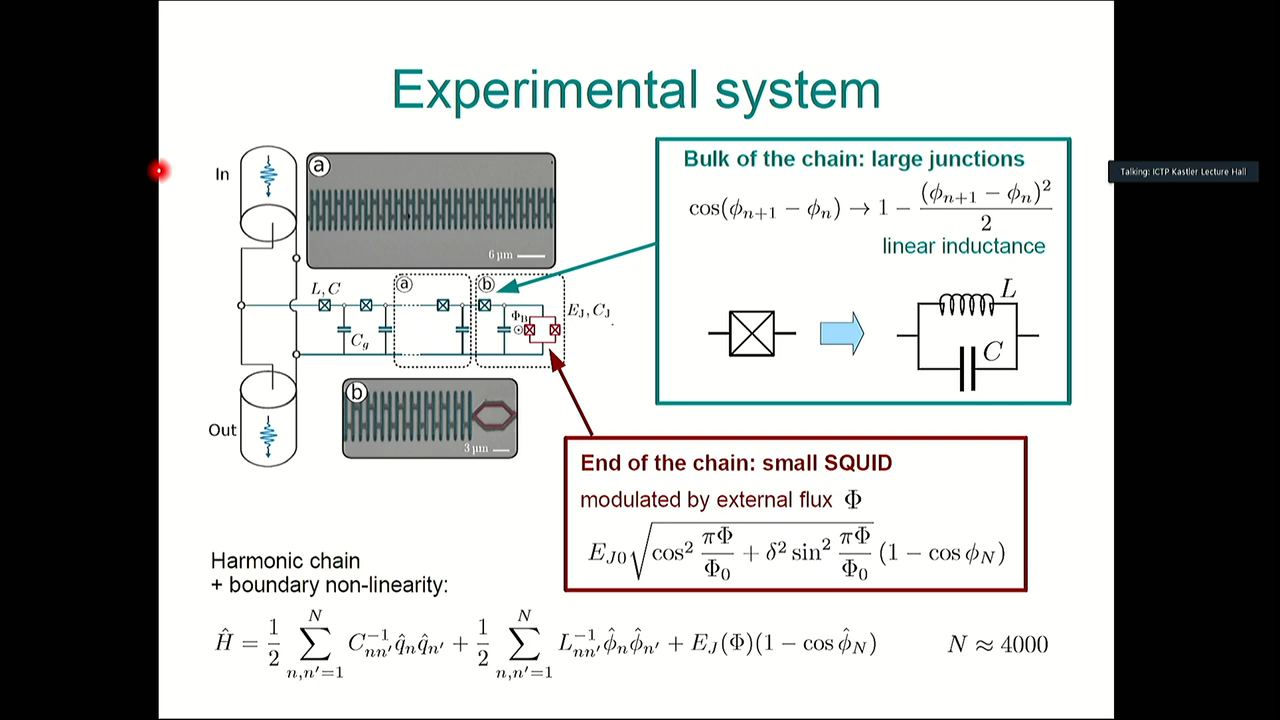 Experimental system
In
ⓐ
6 μm
L, C
ⓐ
ⓑ
Φ_B
E_J, C_J
C_g
ⓑ
3 μm
Out
Bulk of the chain: large junctions
cos(ϕ_{n+1} − ϕ_n) → 1 − (ϕ_{n+1} − ϕ_n)^2 / 2
linear inductance
L
C
Talking: ICTP Kastler Lecture Hall
End of the chain: small SQUID
modulated by external flux Φ
E_{J0} √(cos² πΦ/Φ_0 + δ² sin² πΦ/Φ_0) (1 − cos ϕ_N)
Harmonic chain
+ boundary non-linearity:
Ĥ = 1/2 ∑_{n,n'=1}^{N} C^{-1}_{nn'} q̂_n q̂_{n'} + 1/2 ∑_{n,n'=1}^{N} L^{-1}_{nn'} ϕ̂_n ϕ̂_{n'} + E_J(Φ)(1 − cos ϕ̂_N)
N ≈ 4000